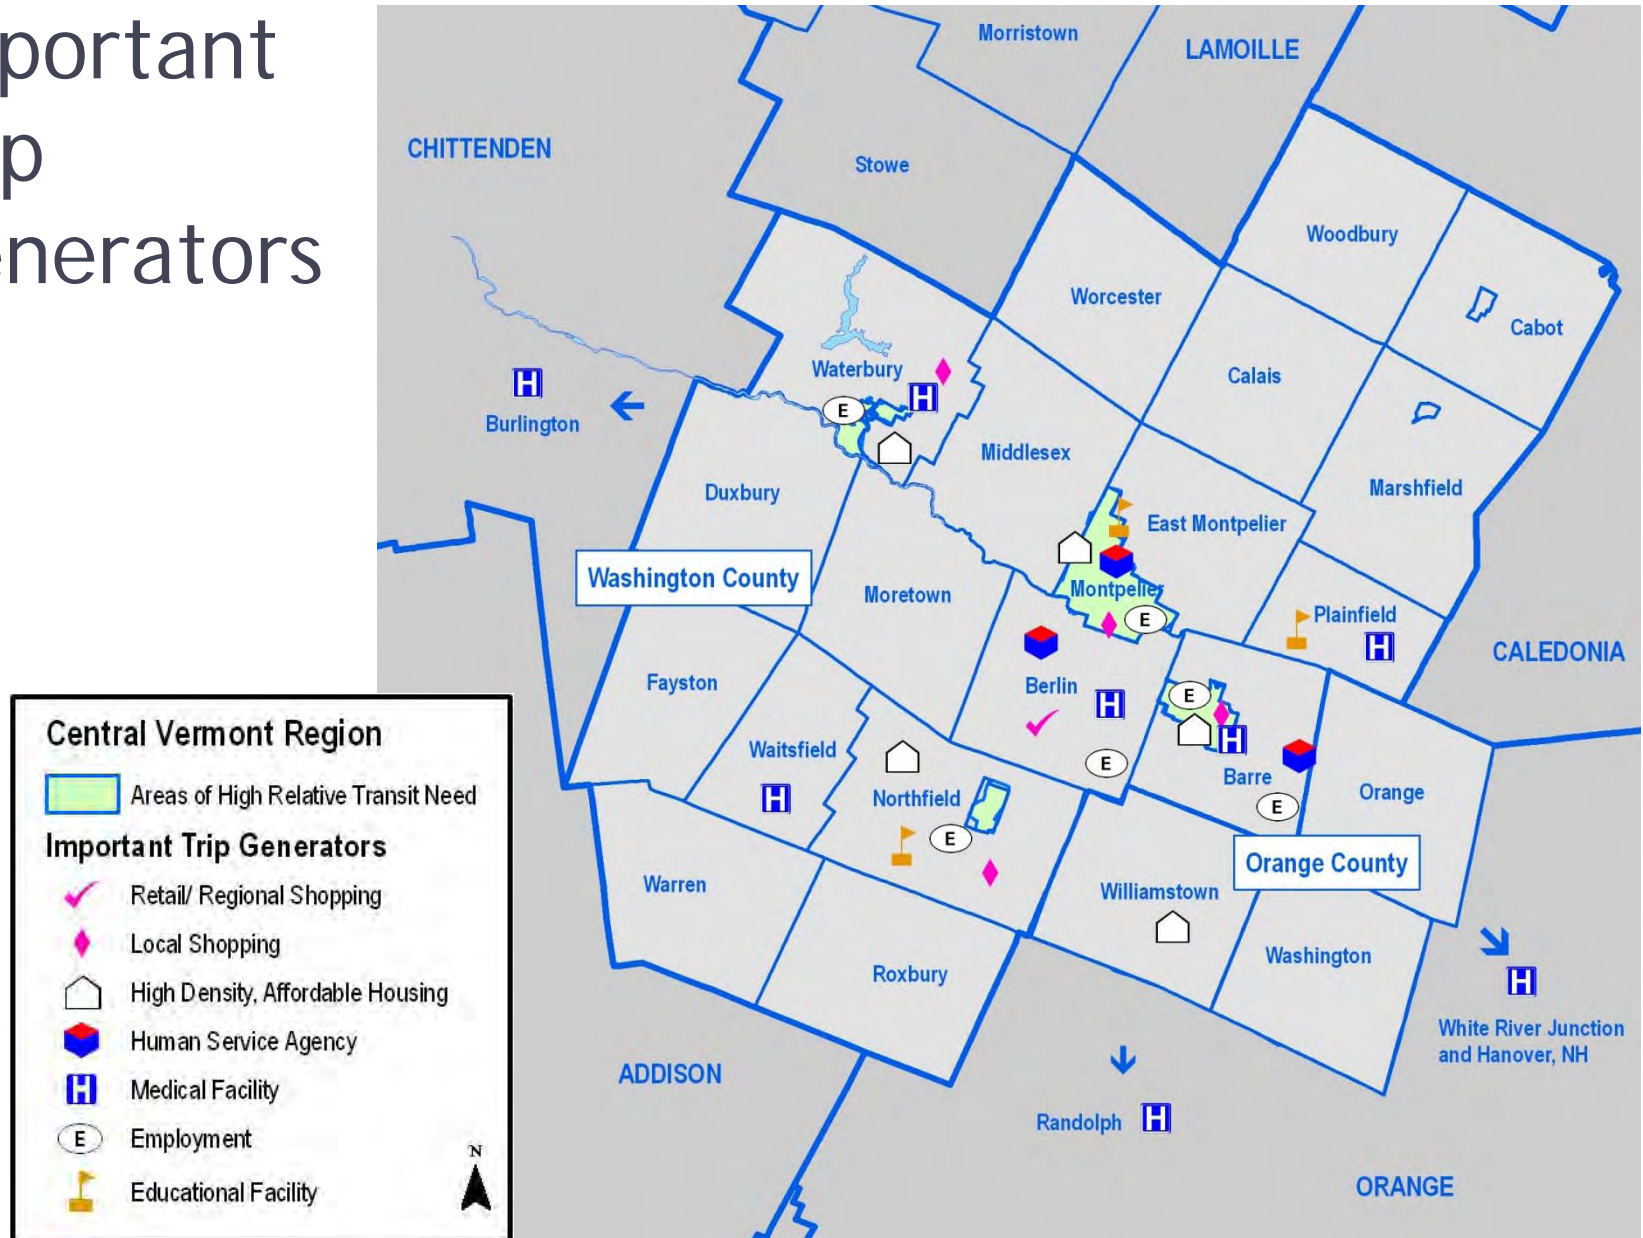 portant
p
enerators
Morristown
LAMOILLE
CHITTENDEN
Stowe
Woodbury
Worcester
Cabot
Waterbury
Calais
H
H
E
Burlington
Middlesex
Marshfield
Duxbury
East Montpelier
Washington County
Moretown
Montpelier
E
Plainfield
H
CALEDONIA
Fayston
Berlin
H
E
H
Waitsfield
E
Barre
H
Northfield
E
Orange
E
Orange County
Warren
Williamstown
Washington
Roxbury
H
White River Junction
and Hanover, NH
ADDISON
Randolph
H
ORANGE
Central Vermont Region
Areas of High Relative Transit Need
Important Trip Generators
Retail/ Regional Shopping
Local Shopping
High Density, Affordable Housing
Human Service Agency
H
Medical Facility
E
Employment
N
Educational Facility